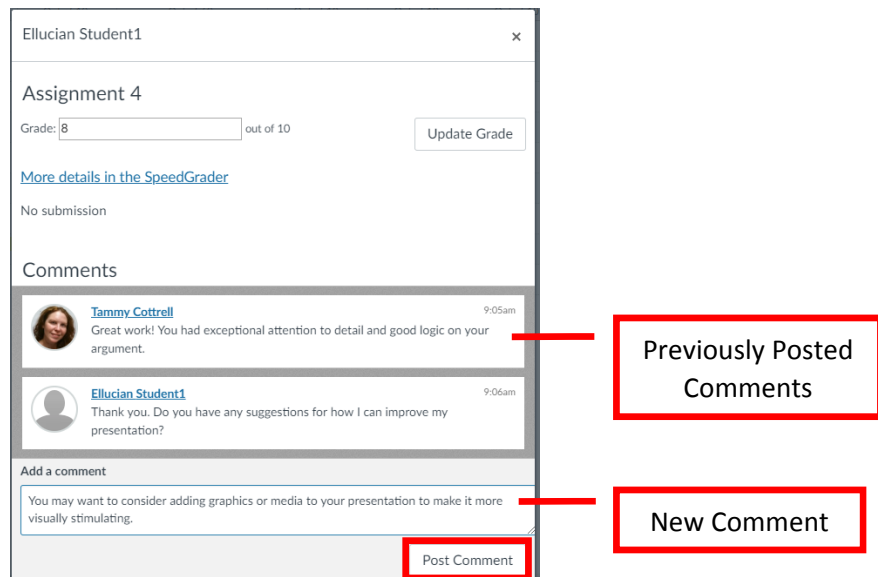 Ellucian Student1 ×
Assignment 4
Grade: 8 out of 10
Update Grade
More details in the SpeedGrader
No submission
Comments
Tammy Cottrell 9:05am
Great work! You had exceptional attention to detail and good logic on your
argument.
Previously Posted
Comments
Ellucian Student1 9:06am
Thank you. Do you have any suggestions for how I can improve my
presentation?
Add a comment
You may want to consider adding graphics or media to your presentation to make it more
visually stimulating.
New Comment
Post Comment